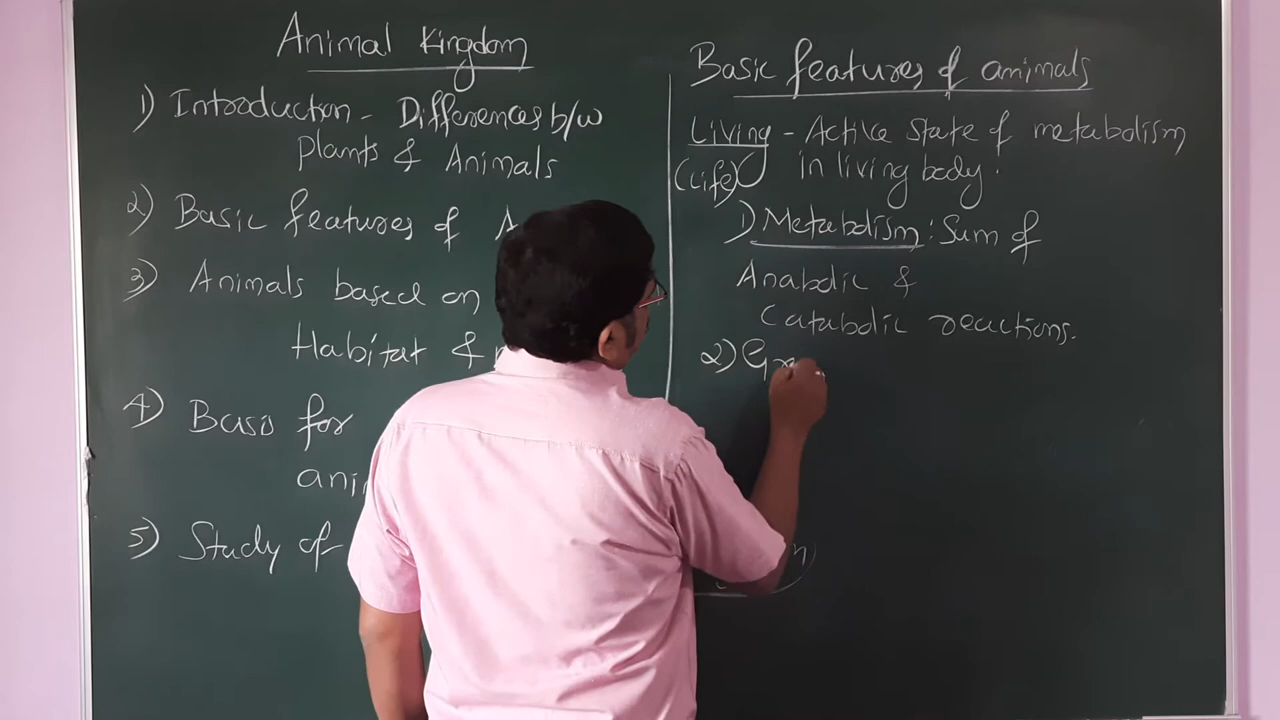 Animal Kingdom
1) Introduction - Differences b/w
Plants & Animals
2) Basic features of A
3) Animals based on
Habitat &
4) Basis for
ani
5) Study of
Basic features of animals
Living - Active state of metabolism
(Life) in living body.
1) Metabolism : Sum of
Anabolic &
Catabolic reactions.
2) Gr